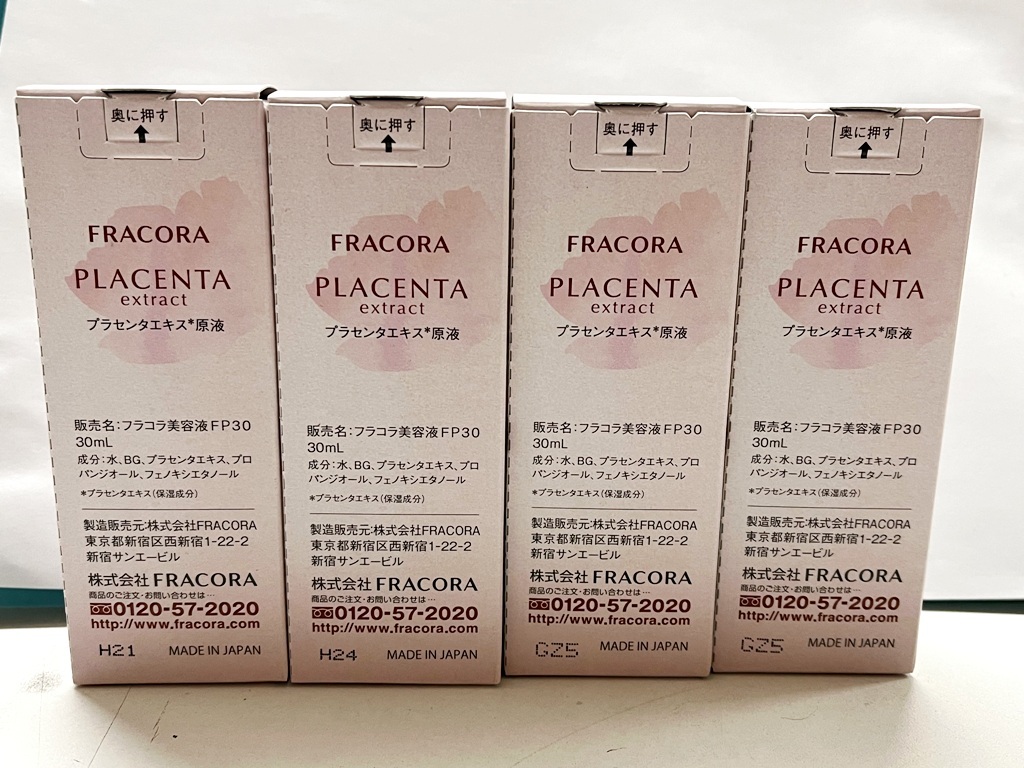 奥に押す
FRACORA
PLACENTA
extract
プラセンタエキス*原液
販売名:フラコラ美容液FP30
30mL
成分:水、BG、プラセンタエキス、プロ
パンジオール、フェノキシエタノール
*プラセンタエキス(保湿成分)
製造販売元:株式会社FRACORA
東京都新宿区西新宿1-22-2
新宿サンエービル
株式会社FRACORA
商品のご注文・お問い合わせは…
0120-57-2020
http://www.fracora.com
H21 MADE IN JAPAN
奥に押す
FRACORA
PLACENTA
extract
プラセンタエキス*原液
販売名:フラコラ美容液FP30
30mL
成分:水、BG、プラセンタエキス、プロ
パンジオール、フェノキシエタノール
*プラセンタエキス(保湿成分)
製造販売元:株式会社FRACORA
東京都新宿区西新宿1-22-2
新宿サンエービル
株式会社FRACORA
商品のご注文・お問い合わせは…
0120-57-2020
http://www.fracora.com
H24 MADE IN JAPAN
奥に押す
FRACORA
PLACENTA
extract
プラセンタエキス*原液
販売名:フラコラ美容液FP30
30mL
成分:水、BG、プラセンタエキス、プロ
パンジオール、フェノキシエタノール
*プラセンタエキス(保湿成分)
製造販売元:株式会社FRACORA
東京都新宿区西新宿1-22-2
新宿サンエービル
株式会社FRACORA
商品のご注文・お問い合わせは…
0120-57-2020
http://www.fracora.com
GZ5 MADE IN JAPAN
奥に押す
FRACORA
PLACENTA
extract
プラセンタエキス*原液
販売名:フラコラ美容液FP30
30mL
成分:水、BG、プラセンタエキス、プロ
パンジオール、フェノキシエタノール
*プラセンタエキス(保湿成分)
製造販売元:株式会社FRACORA
東京都新宿区西新宿1-22-2
新宿サンエービル
株式会社FRACORA
商品のご注文・お問い合わせは…
0120-57-2020
http://www.fracora.com
GZ5 MADE IN JAPAN